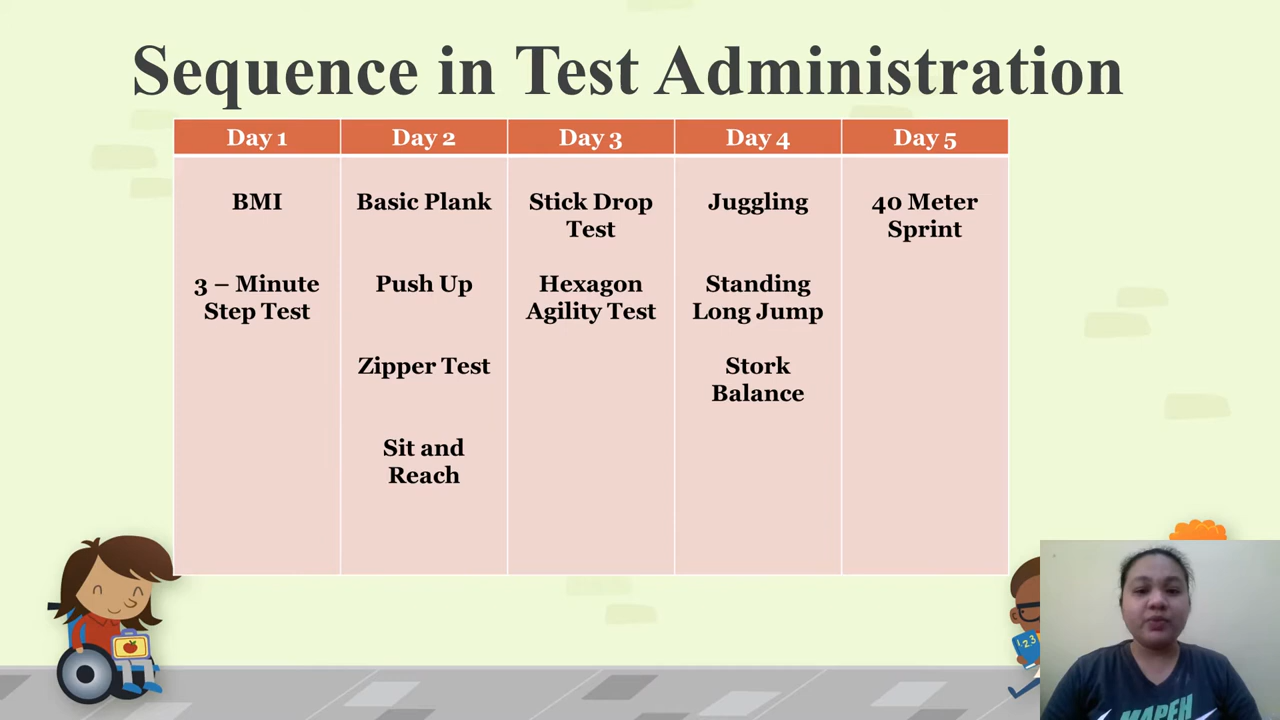 Sequence in Test Administration
Day 1
Day 2
Day 3
Day 4
Day 5
BMI
3 – Minute
Step Test
Basic Plank
Push Up
Zipper Test
Sit and
Reach
Stick Drop
Test
Hexagon
Agility Test
Juggling
Standing
Long Jump
Stork
Balance
40 Meter
Sprint
123
MAPEH